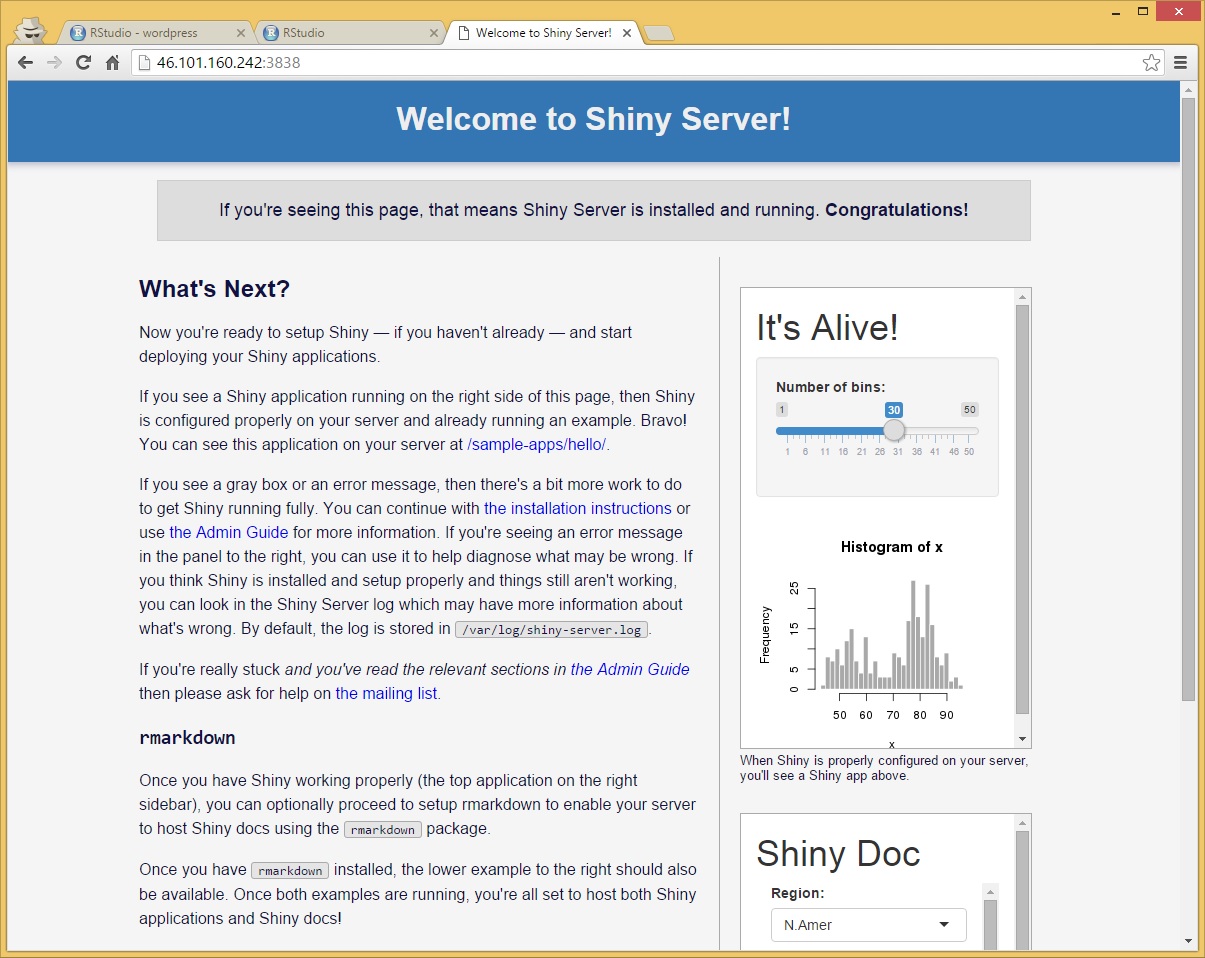 RStudio - wordpress
RStudio
Welcome to Shiny Server!
46.101.160.242:3838
Welcome to Shiny Server!
If you're seeing this page, that means Shiny Server is installed and running. Congratulations!
What's Next?
Now you're ready to setup Shiny — if you haven't already — and start
deploying your Shiny applications.
If you see a Shiny application running on the right side of this page, then Shiny
is configured properly on your server and already running an example. Bravo!
You can see this application on your server at /sample-apps/hello/.
If you see a gray box or an error message, then there's a bit more work to do
to get Shiny running fully. You can continue with the installation instructions or
use the Admin Guide for more information. If you're seeing an error message
in the panel to the right, you can use it to help diagnose what may be wrong. If
you think Shiny is installed and setup properly and things still aren't working,
you can look in the Shiny Server log which may have more information about
what's wrong. By default, the log is stored in /var/log/shiny-server.log.
If you're really stuck and you've read the relevant sections in the Admin Guide
then please ask for help on the mailing list.
rmarkdown
Once you have Shiny working properly (the top application on the right
sidebar), you can optionally proceed to setup rmarkdown to enable your server
to host Shiny docs using the rmarkdown package.
Once you have rmarkdown installed, the lower example to the right should also
be available. Once both examples are running, you're all set to host both Shiny
applications and Shiny docs!
It's Alive!
Number of bins:
1 30 50
1 6 11 16 21 26 31 36 41 46 50
Histogram of x
Frequency
25
15
5
0
50 60 70 80 90
x
When Shiny is properly configured on your server,
you'll see a Shiny app above.
Shiny Doc
Region:
N.Amer